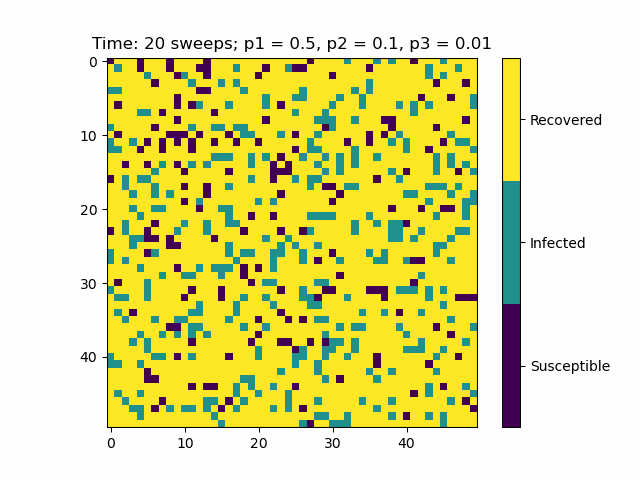 Time: 20 sweeps; p1 = 0.5, p2 = 0.1, p3 = 0.01
0
10
20
30
40
0
10
20
30
40
Recovered
Infected
Susceptible